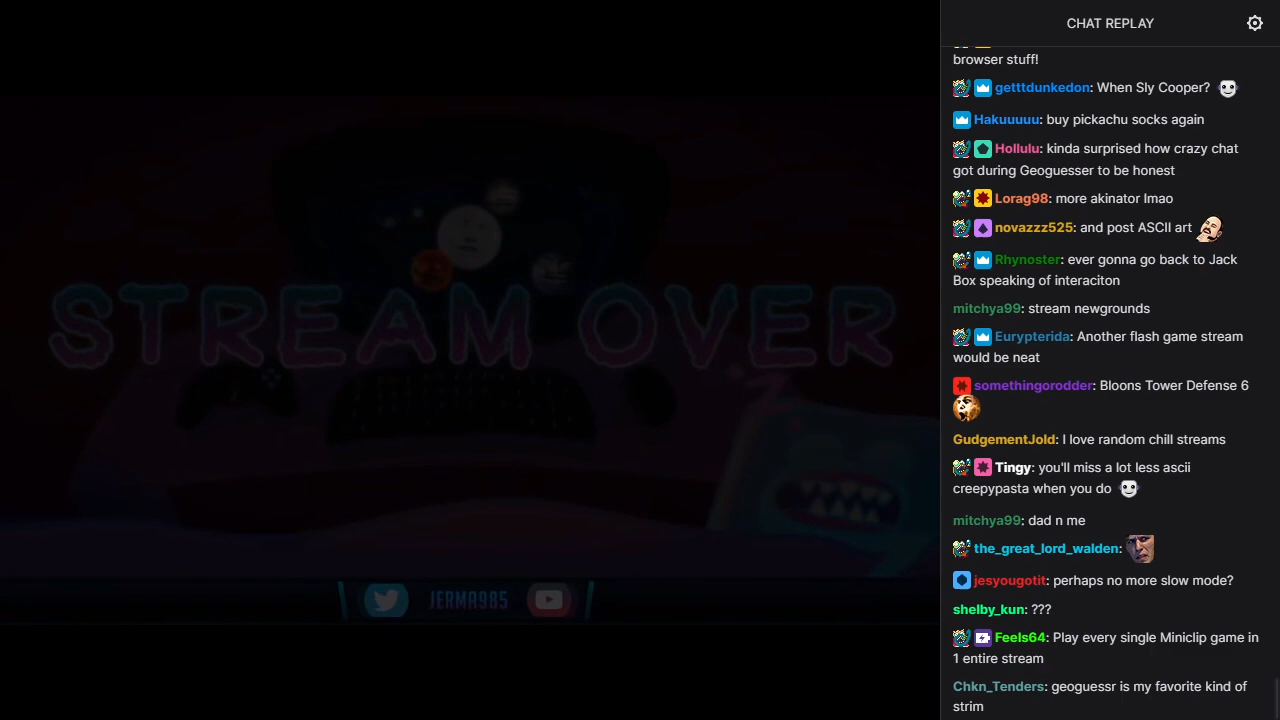 STREAM OVER
JERMA985
CHAT REPLAY
browser stuff!
getttdunkedon: When Sly Cooper?
Hakuuuuu: buy pickachu socks again
Hollulu: kinda surprised how crazy chat
got during Geoguesser to be honest
Lorag98: more akinator lmao
novazzz525: and post ASCII art
Rhynoster: ever gonna go back to Jack
Box speaking of interaciton
mitchya99: stream newgrounds
Eurypterida: Another flash game stream
would be neat
somethingorodder: Bloons Tower Defense 6
GudgementJold: I love random chill streams
Tingy: you'll miss a lot less ascii
creepypasta when you do
mitchya99: dad n me
the_great_lord_walden:
jesyougotit: perhaps no more slow mode?
shelby_kun: ???
Feels64: Play every single Miniclip game in
1 entire stream
Chkn_Tenders: geoguessr is my favorite kind of
strim